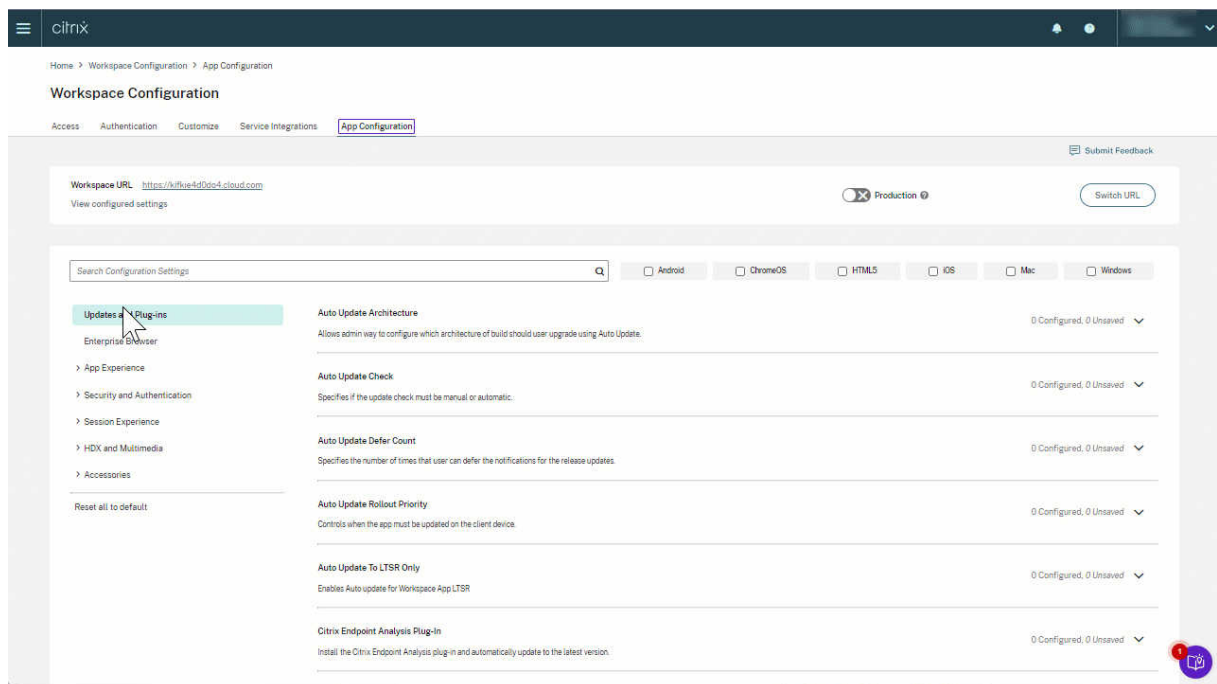 citrix
Home > Workspace Configuration > App Configuration
Workspace Configuration
Access Authentication Customize Service Integrations App Configuration
Submit Feedback
Workspace URL https://kifkie4d0do4.cloud.com
View configured settings
Production
Switch URL
Search Configuration Settings
Android ChromeOS HTML5 iOS Mac Windows
Updates and Plug-ins
Enterprise Browser
> App Experience
> Security and Authentication
> Session Experience
> HDX and Multimedia
> Accessories
Reset all to default
Auto Update Architecture
0 Configured, 0 Unsaved
Allows admin way to configure which architecture of build should user upgrade using Auto Update.
Auto Update Check
0 Configured, 0 Unsaved
Specifies if the update check must be manual or automatic.
Auto Update Defer Count
0 Configured, 0 Unsaved
Specifies the number of times that user can defer the notifications for the release updates.
Auto Update Rollout Priority
0 Configured, 0 Unsaved
Controls when the app must be updated on the client device.
Auto Update To LTSR Only
0 Configured, 0 Unsaved
Enables Auto update for Workspace App LTSR
Citrix Endpoint Analysis Plug-In
0 Configured, 0 Unsaved
Install the Citrix Endpoint Analysis plug-in and automatically update to the latest version.
1